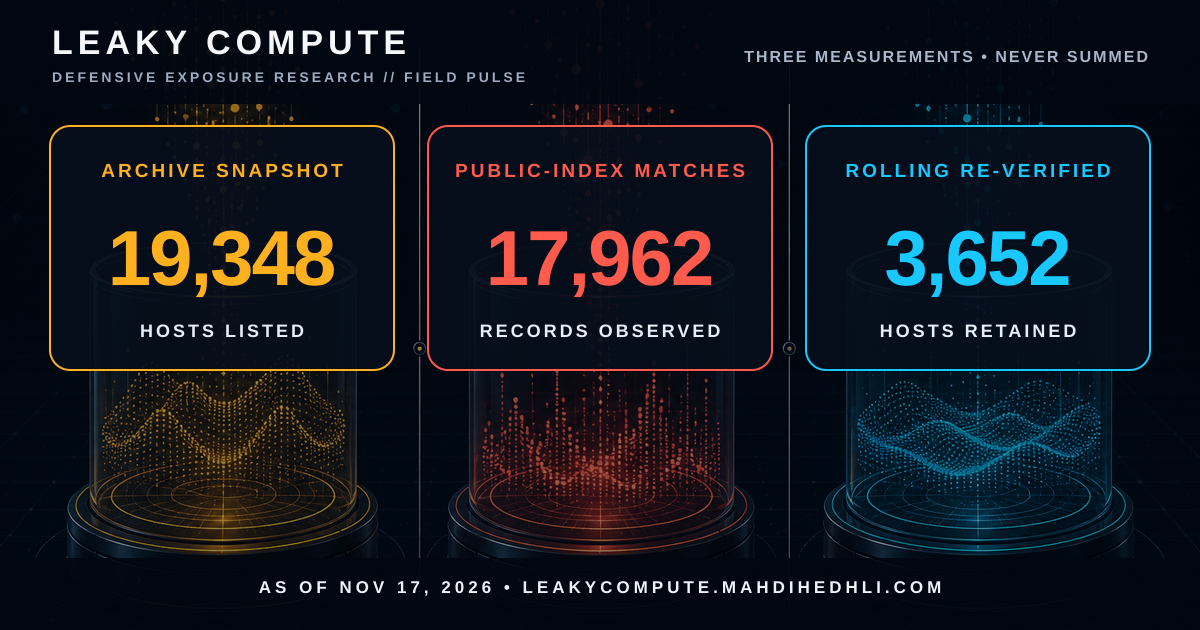 LEAKY COMPUTE
DEFENSIVE EXPOSURE RESEARCH // FIELD PULSE
THREE MEASUREMENTS • NEVER SUMMED
ARCHIVE SNAPSHOT
19,348
HOSTS LISTED
PUBLIC-INDEX MATCHES
17,962
RECORDS OBSERVED
ROLLING RE-VERIFIED
3,652
HOSTS RETAINED
AS OF NOV 17, 2026 • LEAKYCOMPUTE.MAHDIHEDHLI.COM